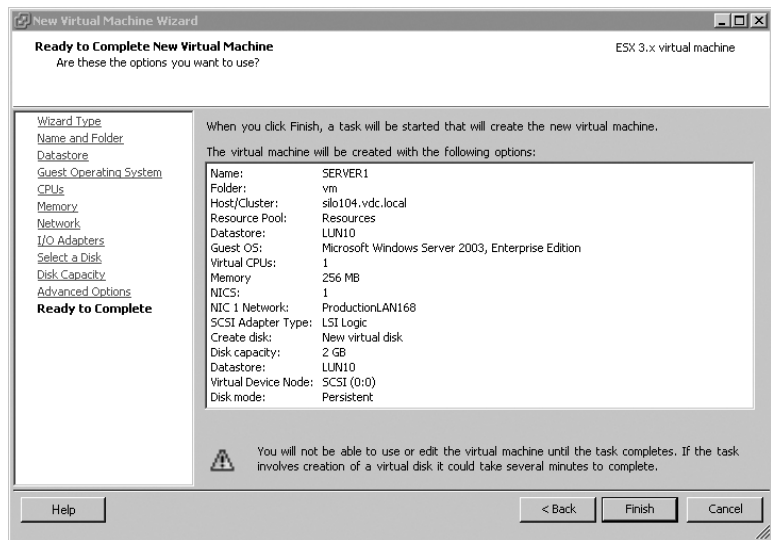 New Virtual Machine Wizard
Ready to Complete New Virtual Machine
Are these the options you want to use?
ESX 3.x virtual machine
Wizard Type
Name and Folder
Datastore
Guest Operating System
CPUs
Memory
Network
I/O Adapters
Select a Disk
Disk Capacity
Advanced Options
Ready to Complete
When you click Finish, a task will be started that will create the new virtual machine.
The virtual machine will be created with the following options:
Name: SERVER1
Folder: vm
Host/Cluster: silo104.vdc.local
Resource Pool: Resources
Datastore: LUN10
Guest OS: Microsoft Windows Server 2003, Enterprise Edition
Virtual CPUs: 1
Memory 256 MB
NICS: 1
NIC 1 Network: ProductionLAN168
SCSI Adapter Type: LSI Logic
Create disk: New virtual disk
Disk capacity: 2 GB
Datastore: LUN10
Virtual Device Node: SCSI (0:0)
Disk mode: Persistent
You will not be able to use or edit the virtual machine until the task completes. If the task
involves creation of a virtual disk it could take several minutes to complete.
Help
< Back
Finish
Cancel